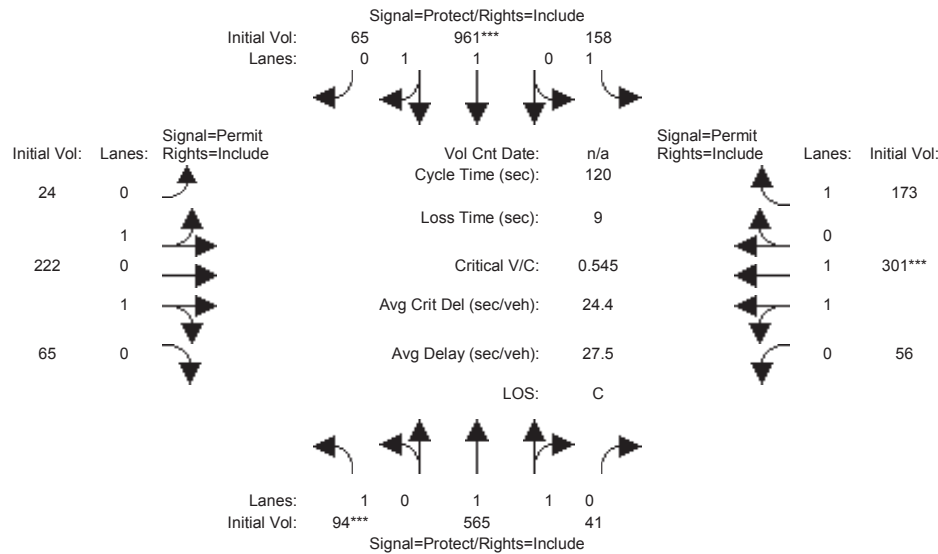 Signal=Protect/Rights=Include
Initial Vol: 65 961*** 158
Lanes: 0 1 1 0 1
Signal=Permit
Initial Vol: Lanes: Rights=Include
Vol Cnt Date: n/a
Signal=Permit
Rights=Include Lanes: Initial Vol:
Cycle Time (sec): 120
24 0
1 173
Loss Time (sec): 9
1
0
222 0
Critical V/C: 0.545
1 301***
1
Avg Crit Del (sec/veh): 24.4
1
65 0
Avg Delay (sec/veh): 27.5
0 56
LOS: C
Lanes: 1 0 1 1 0
Initial Vol: 94*** 565 41
Signal=Protect/Rights=Include